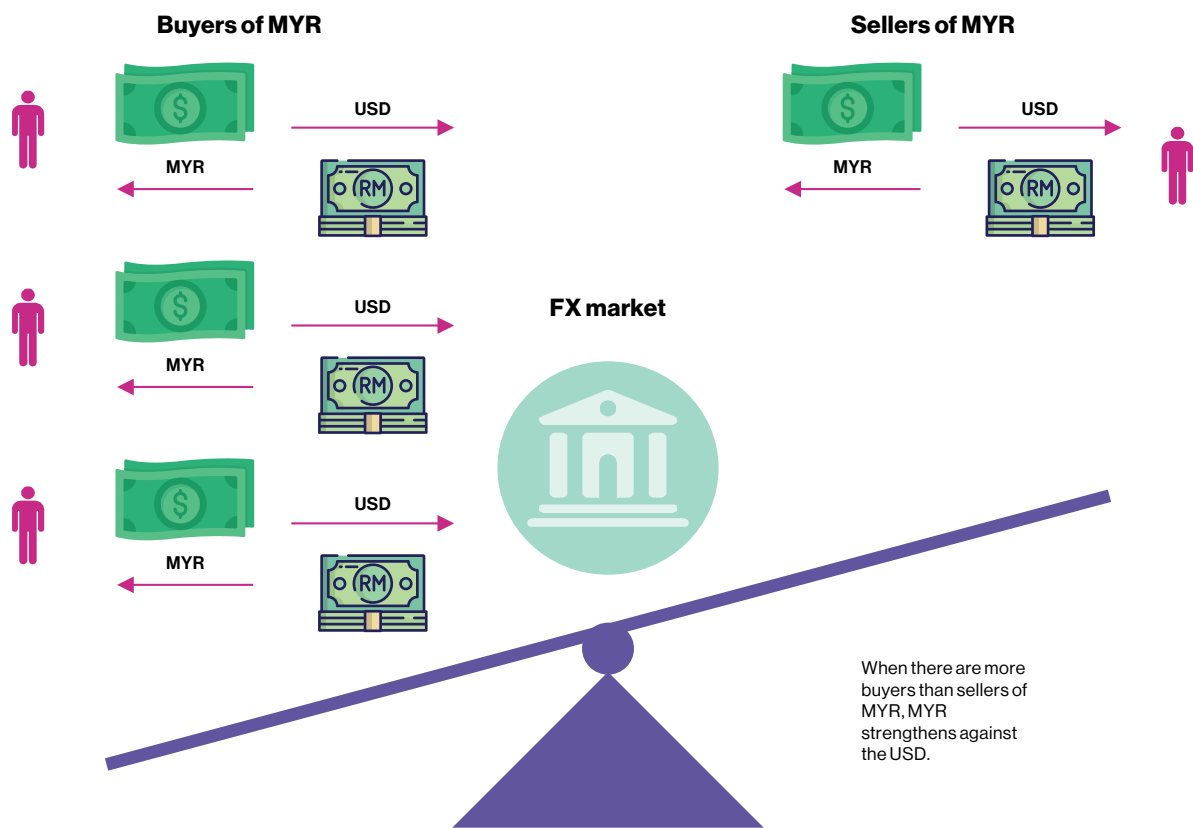 Buyers of MYR
Sellers of MYR
$
USD
MYR
RM
$
USD
MYR
RM
$
USD
MYR
RM
FX market
$
USD
MYR
RM
When there are more
buyers than sellers of
MYR, MYR
strengthens against
the USD.